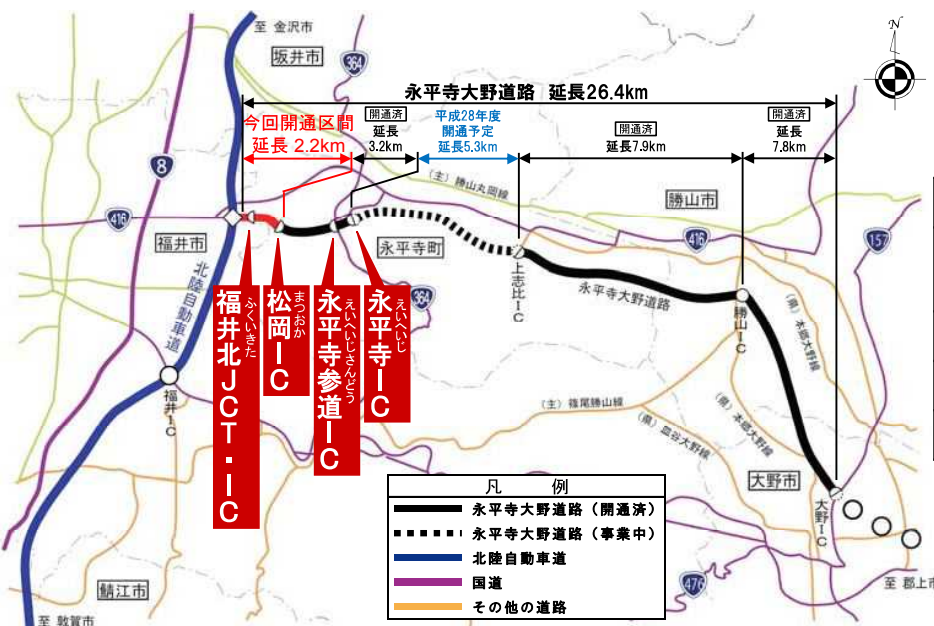 至 金沢市
坂井市
364
N
永平寺大野道路 延長26.4km
今回開通区間
延長 2.2km
開通済
延長
3.2km
平成28年度
開通予定
延長5.3km
開通済
延長7.9km
開通済
延長
7.8km
8
(主)勝山丸岡線
勝山市
416
福井市
永平寺町
416
157
北陸自動車道
364
上志比IC
永平寺大野道路
勝山IC
(県)本郷大野線
ふくいきた
福井北JCT・IC
まつおか
松岡IC
えいへいじさんどう
永平寺参道IC
えいへいじ
永平寺IC
福井IC
(主)篠尾勝山線
(県)皿谷大野線
(県)本郷大野線
大野市
大野IC
凡 例
永平寺大野道路(開通済)
永平寺大野道路(事業中)
北陸自動車道
国道
その他の道路
鯖江市
476
至 郡上市
至 敦賀市